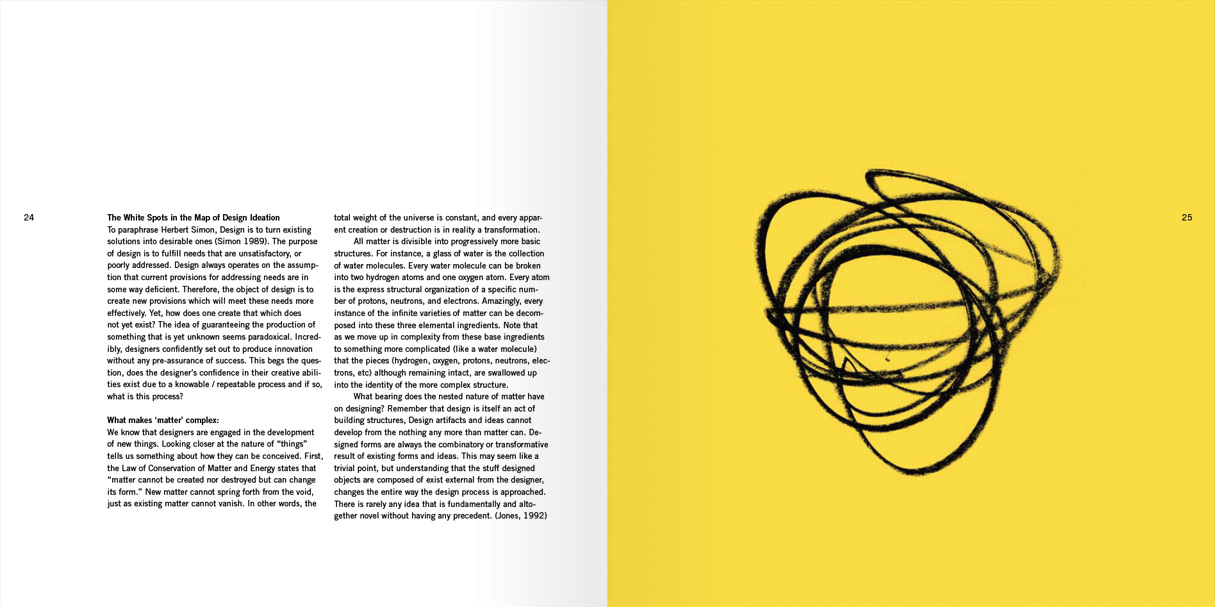 24
The White Spots in the Map of Design Ideation
To paraphrase Herbert Simon, Design is to turn existing
solutions into desirable ones (Simon 1989). The purpose
of design is to fulfill needs that are unsatisfactory, or
poorly addressed. Design always operates on the assump-
tion that current provisions for addressing needs are in
some way deficient. Therefore, the object of design is to
create new provisions which will meet these needs more
effectively. Yet, how does one create that which does
not yet exist? The idea of guaranteeing the production of
something that is yet unknown seems paradoxical. Incred-
ibly, designers confidently set out to produce innovation
without any pre-assurance of success. This begs the ques-
tion, does the designer's confidence in their creative abili-
ties exist due to a knowable / repeatable process and if so,
what is this process?
What makes ‘matter’ complex:
We know that designers are engaged in the development
of new things. Looking closer at the nature of “things”
tells us something about how they can be conceived. First,
the Law of Conservation of Matter and Energy states that
“matter cannot be created nor destroyed but can change
its form.” New matter cannot spring forth from the void,
just as existing matter cannot vanish. In other words, the
total weight of the universe is constant, and every appar-
ent creation or destruction is in reality a transformation.
All matter is divisible into progressively more basic
structures. For instance, a glass of water is the collection
of water molecules. Every water molecule can be broken
into two hydrogen atoms and one oxygen atom. Every atom
is the express structural organization of a specific num-
ber of protons, neutrons, and electrons. Amazingly, every
instance of the infinite varieties of matter can be decom-
posed into these three elemental ingredients. Note that
as we move up in complexity from these base ingredients
to something more complicated (like a water molecule)
that the pieces (hydrogen, oxygen, protons, neutrons, elec-
trons, etc) although remaining intact, are swallowed up
into the identity of the more complex structure.
What bearing does the nested nature of matter have
on designing? Remember that design is itself an act of
building structures, Design artifacts and ideas cannot
develop from the nothing any more than matter can. De-
signed forms are always the combinatory or transformative
result of existing forms and ideas. This may seem like a
trivial point, but understanding that the stuff designed
objects are composed of exist external from the designer,
changes the entire way the design process is approached.
There is rarely any idea that is fundamentally and alto-
gether novel without having any precedent. (Jones, 1992)
25